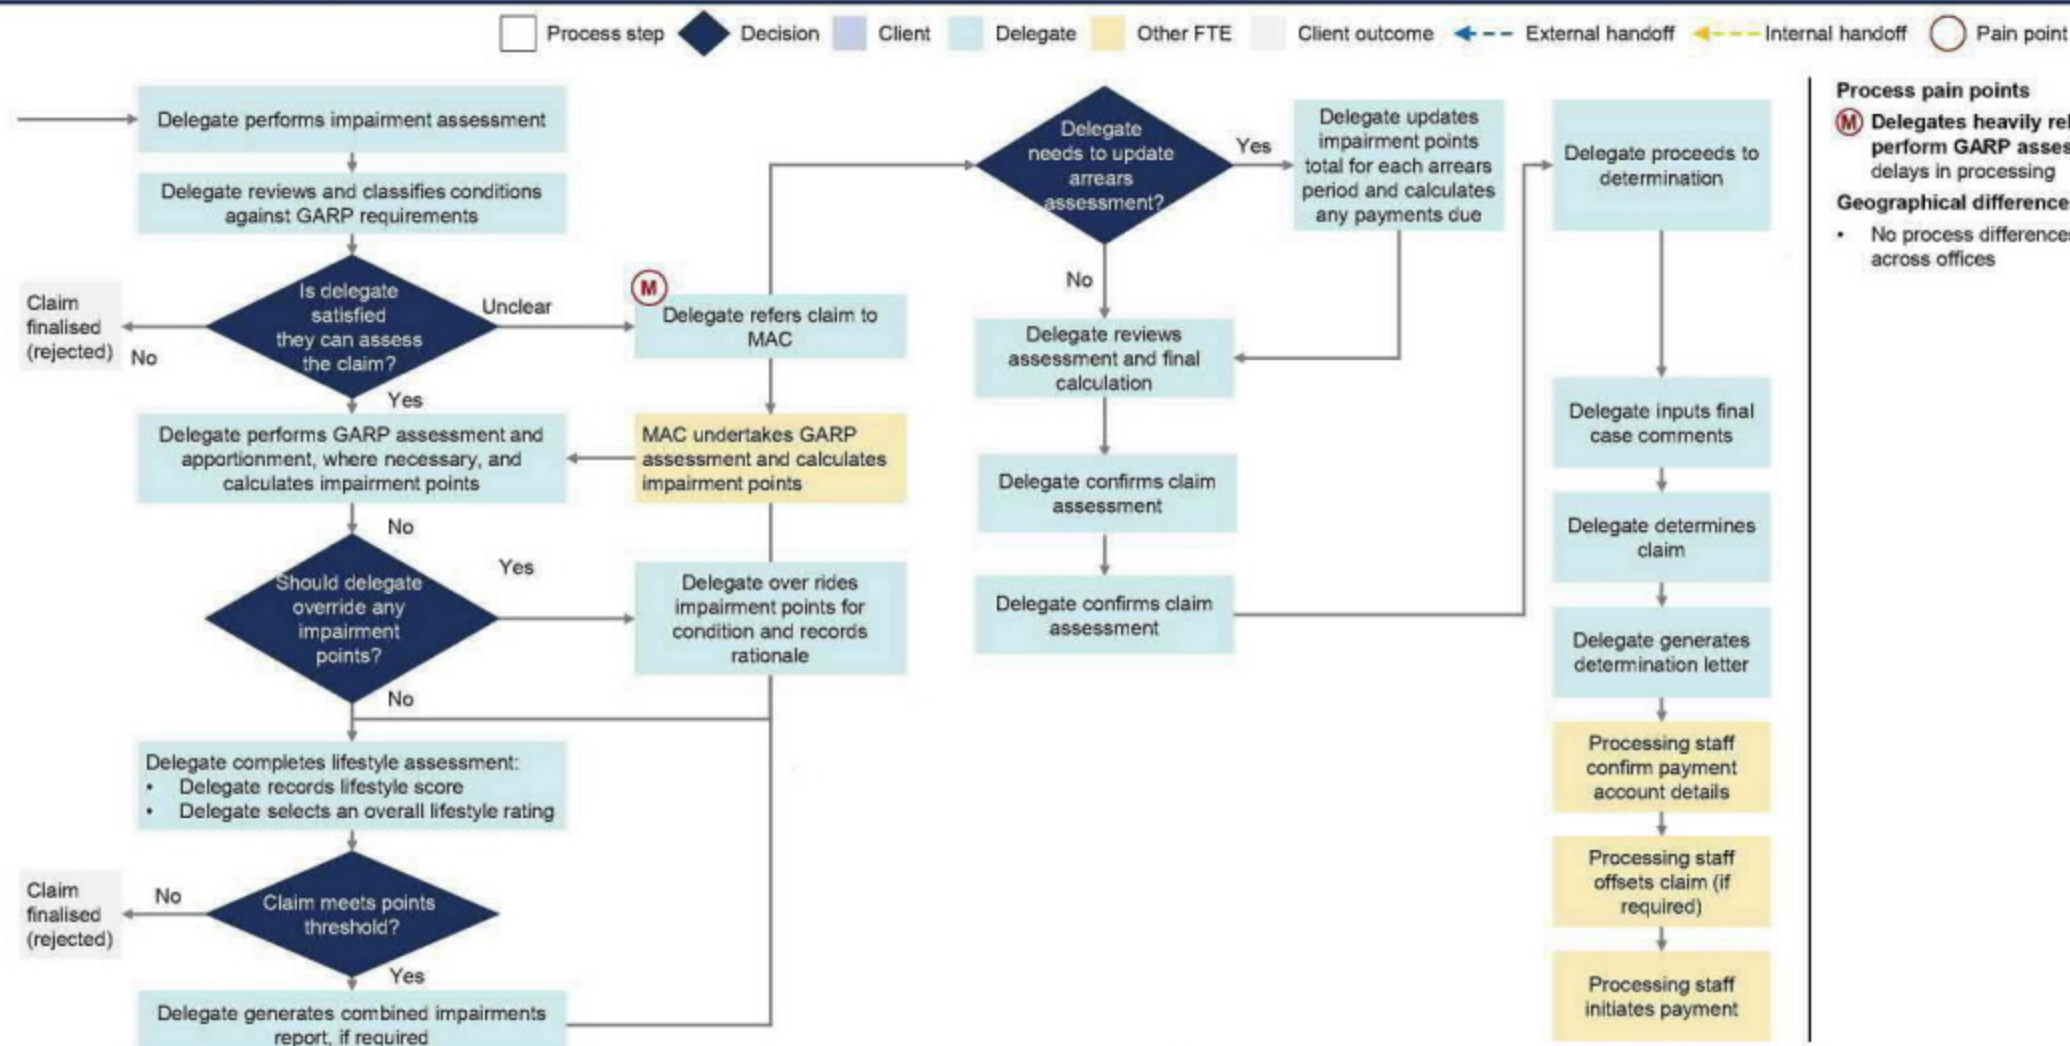 Process step
Decision
Client
Delegate
Other FTE
Client outcome
External handoff
Internal handoff
Pain point
Delegate performs impairment assessment
Delegate reviews and classifies conditions
against GARP requirements
Is delegate
satisfied
they can assess
the claim?
Claim
finalised
(rejected)
No
Unclear
Yes
M
Delegate refers claim to
MAC
Delegate performs GARP assessment and
apportionment, where necessary, and
calculates impairment points
MAC undertakes GARP
assessment and calculates
impairment points
No
Should delegate
override any
impairment
points?
Yes
Delegate over rides
impairment points for
condition and records
rationale
No
Delegate completes lifestyle assessment:
• Delegate records lifestyle score
• Delegate selects an overall lifestyle rating
Claim meets points
threshold?
No
Claim
finalised
(rejected)
Yes
Delegate generates combined impairments
report, if required
Delegate
needs to update
arrears
assessment?
Yes
Delegate updates
impairment points
total for each arrears
period and calculates
any payments due
No
Delegate reviews
assessment and final
calculation
Delegate confirms claim
assessment
Delegate confirms claim
assessment
Delegate proceeds to
determination
Delegate inputs final
case comments
Delegate determines
claim
Delegate generates
determination letter
Processing staff
confirm payment
account details
Processing staff
offsets claim (if
required)
Processing staff
initiates payment
Process pain points
M Delegates heavily rel
perform GARP asses
delays in processing
Geographical difference
• No process differences
across offices